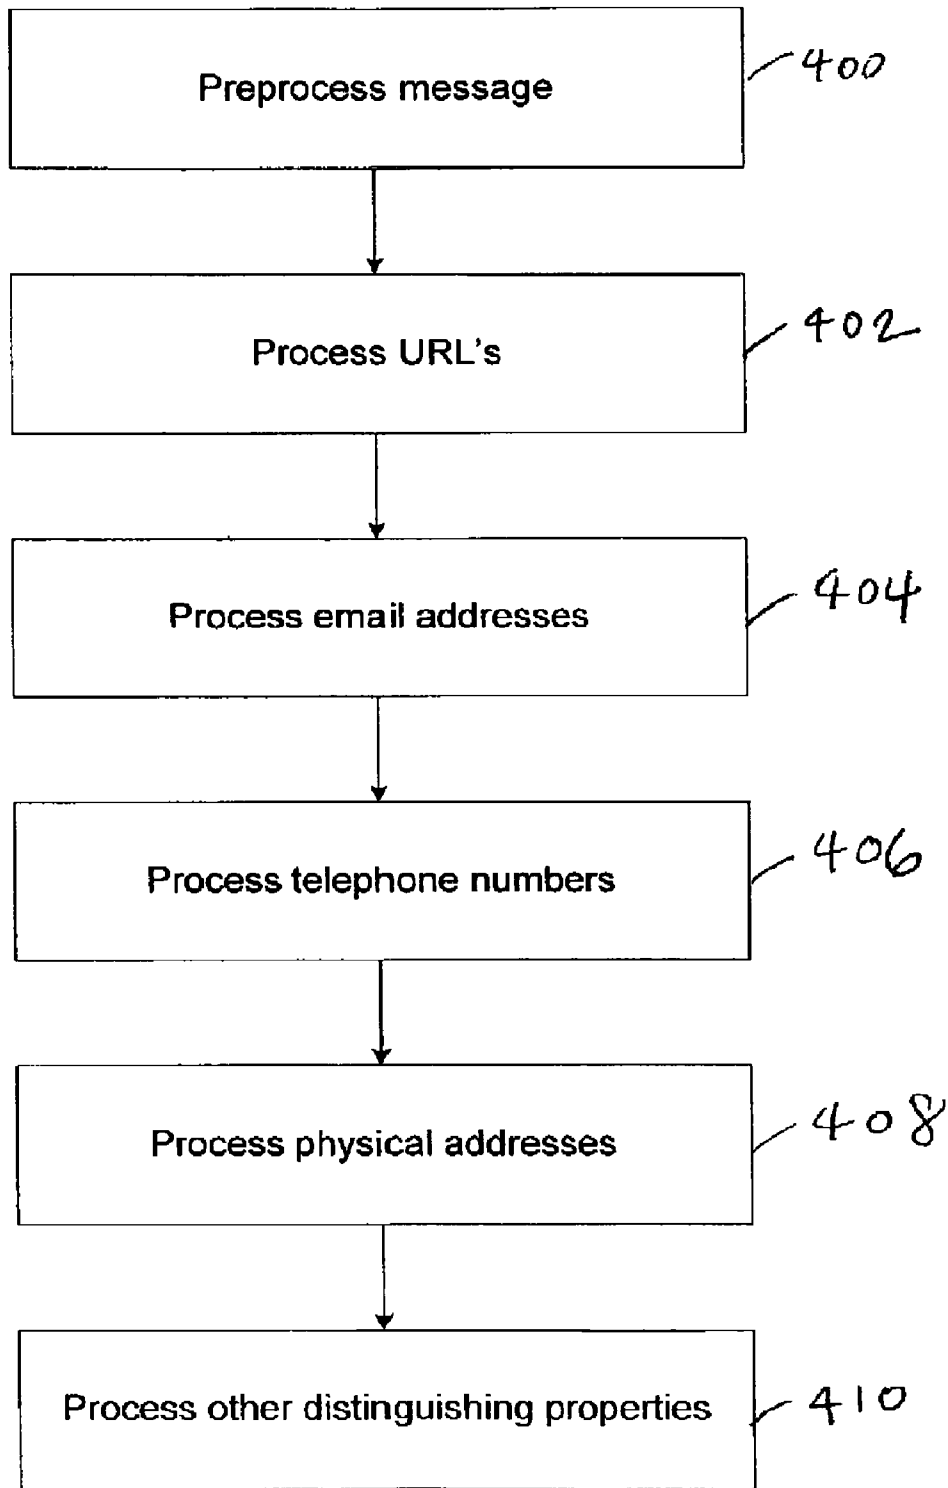 Preprocess message
400
Process URL's
402
Process email addresses
404
Process telephone numbers
406
Process physical addresses
408
Process other distinguishing properties
410